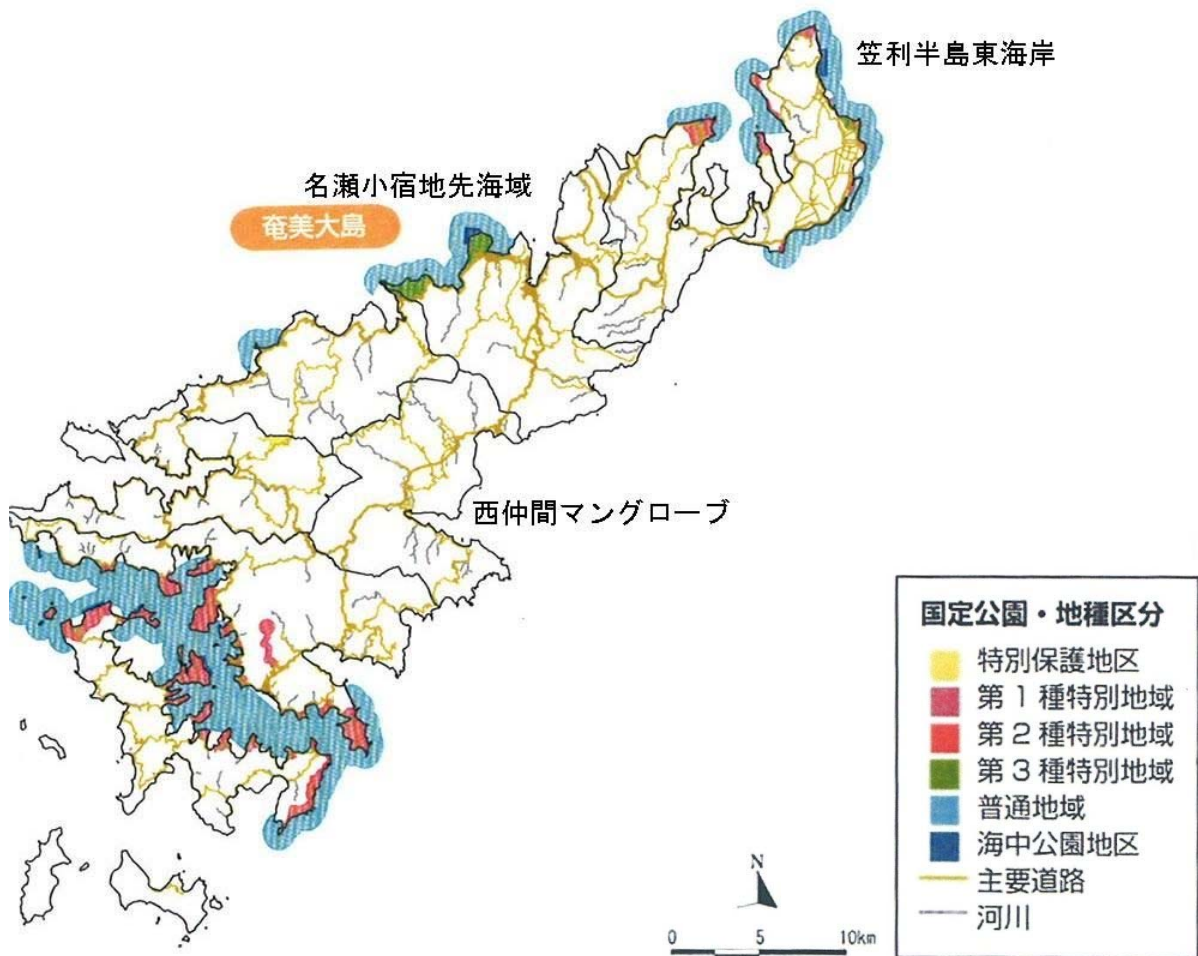 笠利半島東海岸
名瀬小宿地先海域
奄美大島
西仲間マングローブ
国定公園・地種区分
特別保護地区
第1種特別地域
第2種特別地域
第3種特別地域
普通地域
海中公園地区
主要道路
河川
N
0 5 10km